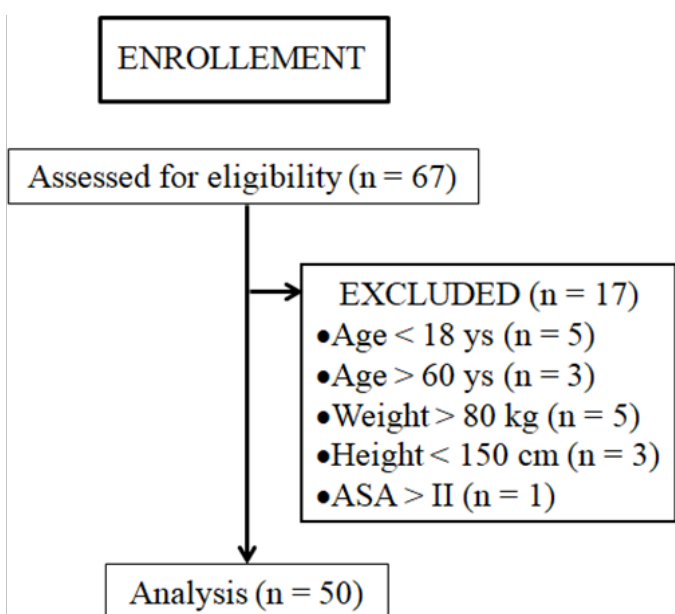 ENROLLEMENT
Assessed for eligibility (n = 67)
EXCLUDED (n = 17)
●Age < 18 ys (n = 5)
●Age > 60 ys (n = 3)
●Weight > 80 kg (n = 5)
●Height < 150 cm (n = 3)
●ASA > II (n = 1)
Analysis (n = 50)